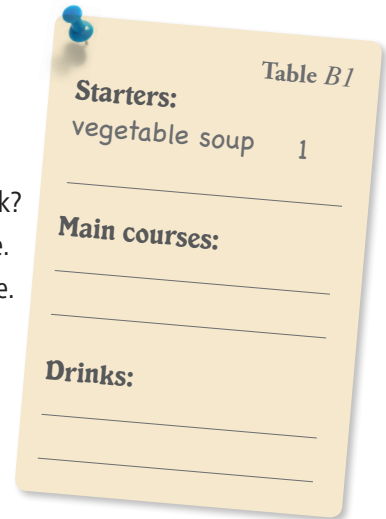 Table B1
Starters:
vegetable soup 1
k?
e.
e.
Main courses:
Drinks: